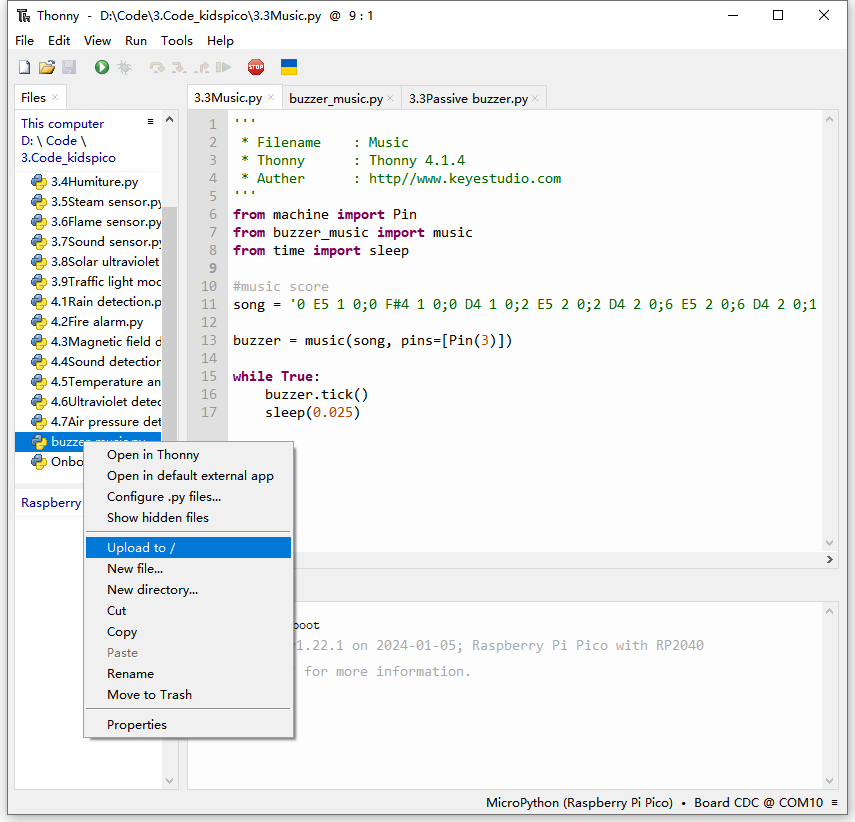 Thonny - D:\Code\3.Code_kidspico\3.3Music.py @ 9 : 1
File Edit View Run Tools Help
STOP
Files
This computer
D: \ Code \
3.Code_kidspico
3.4Humiture.py
3.5Steam sensor.py
3.6Flame sensor.py
3.7Sound sensor.py
3.8Solar ultraviolet
3.9Traffic light mod
4.1Rain detection.p
4.2Fire alarm.py
4.3Magnetic field d
4.4Sound detection
4.5Temperature an
4.6Ultraviolet detec
4.7Air pressure det
buzzer_music.py
Onbo
Raspberry
Open in Thonny
Open in default external app
Configure .py files...
Show hidden files
Upload to /
New file...
New directory...
Cut
Copy
Paste
Rename
Move to Trash
Properties
3.3Music.py buzzer_music.py 3.3Passive buzzer.py
1 '''
2 * Filename : Music
3 * Thonny : Thonny 4.1.4
4 * Auther : http//www.keyestudio.com
5 '''
6 from machine import Pin
7 from buzzer_music import music
8 from time import sleep
9
10 #music score
11 song = '0 E5 1 0;0 F#4 1 0;0 D4 1 0;2 E5 2 0;2 D4 2 0;6 E5 2 0;6 D4 2 0;1
12
13 buzzer = music(song, pins=[Pin(3)])
14
15 while True:
16 buzzer.tick()
17 sleep(0.025)
boot
1.22.1 on 2024-01-05; Raspberry Pi Pico with RP2040
for more information.
MicroPython (Raspberry Pi Pico) • Board CDC @ COM10 ≡